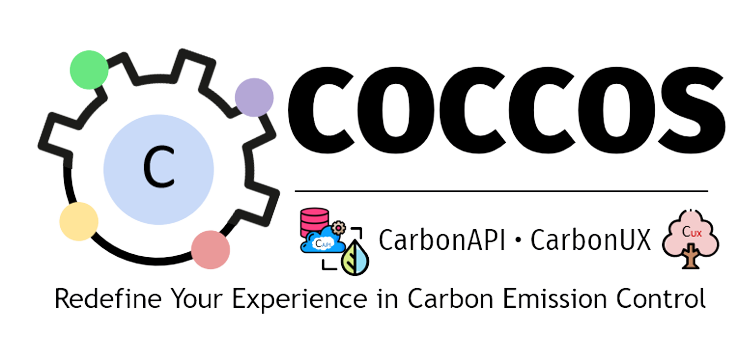 C
COCCOS
CAPI
CarbonAPI • CarbonUX
CUX
Redefine Your Experience in Carbon Emission Control